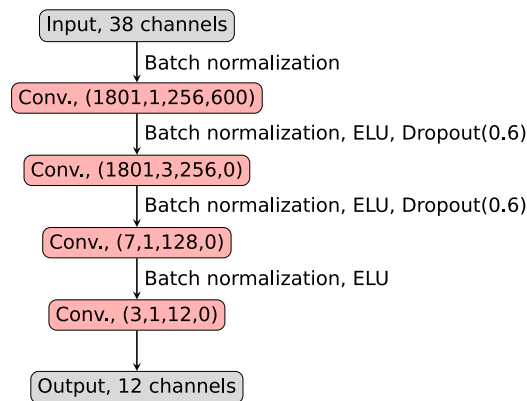 Input, 38 channels
Batch normalization
Conv., (1801,1,256,600)
Batch normalization, ELU, Dropout(0.6)
Conv., (1801,3,256,0)
Batch normalization, ELU, Dropout(0.6)
Conv., (7,1,128,0)
Batch normalization, ELU
Conv., (3,1,12,0)
Output, 12 channels